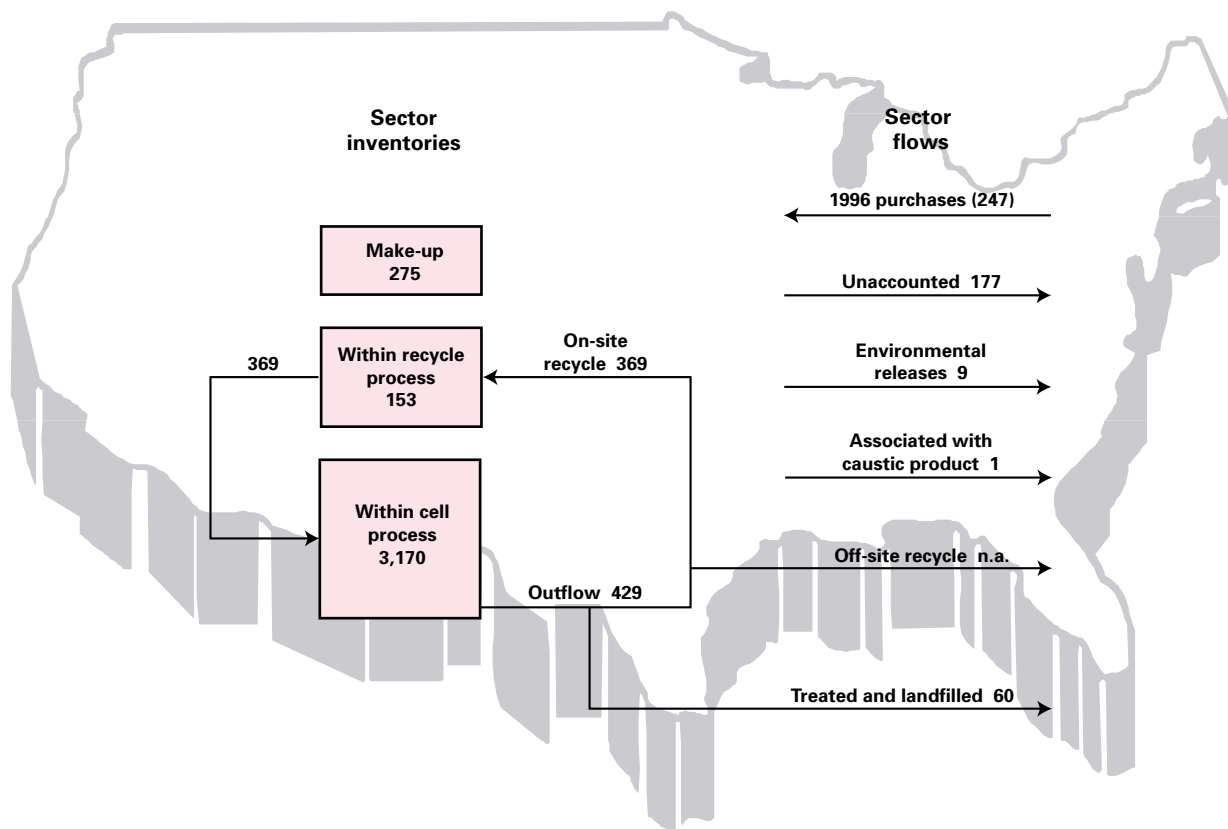 Sector
inventories
Sector
flows
1996 purchases (247)
Make-up
275
Unaccounted 177
Within recycle
process
153
369
On-site
recycle 369
Environmental
releases 9
Associated with
caustic product 1
Within cell
process
3,170
Off-site recycle n.a.
Outflow 429
Treated and landfilled 60